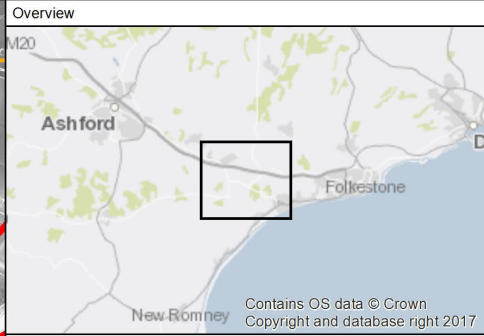 Overview
M20
Ashford
D
Folkestone
New Romney
Contains OS data © Crown
Copyright and database right 2017